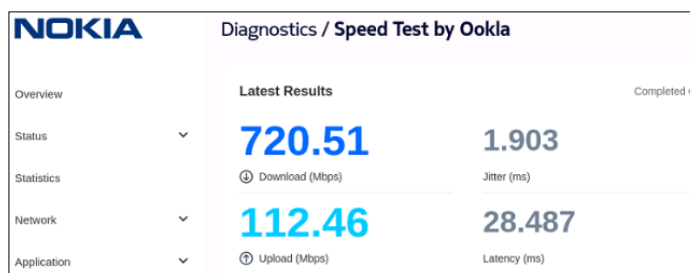 NOKIA
Diagnostics / Speed Test by Ookla
Overview
Status
Statistics
Network
Application
Latest Results
Completed
720.51
Download (Mbps)
1.903
Jitter (ms)
112.46
Upload (Mbps)
28.487
Latency (ms)